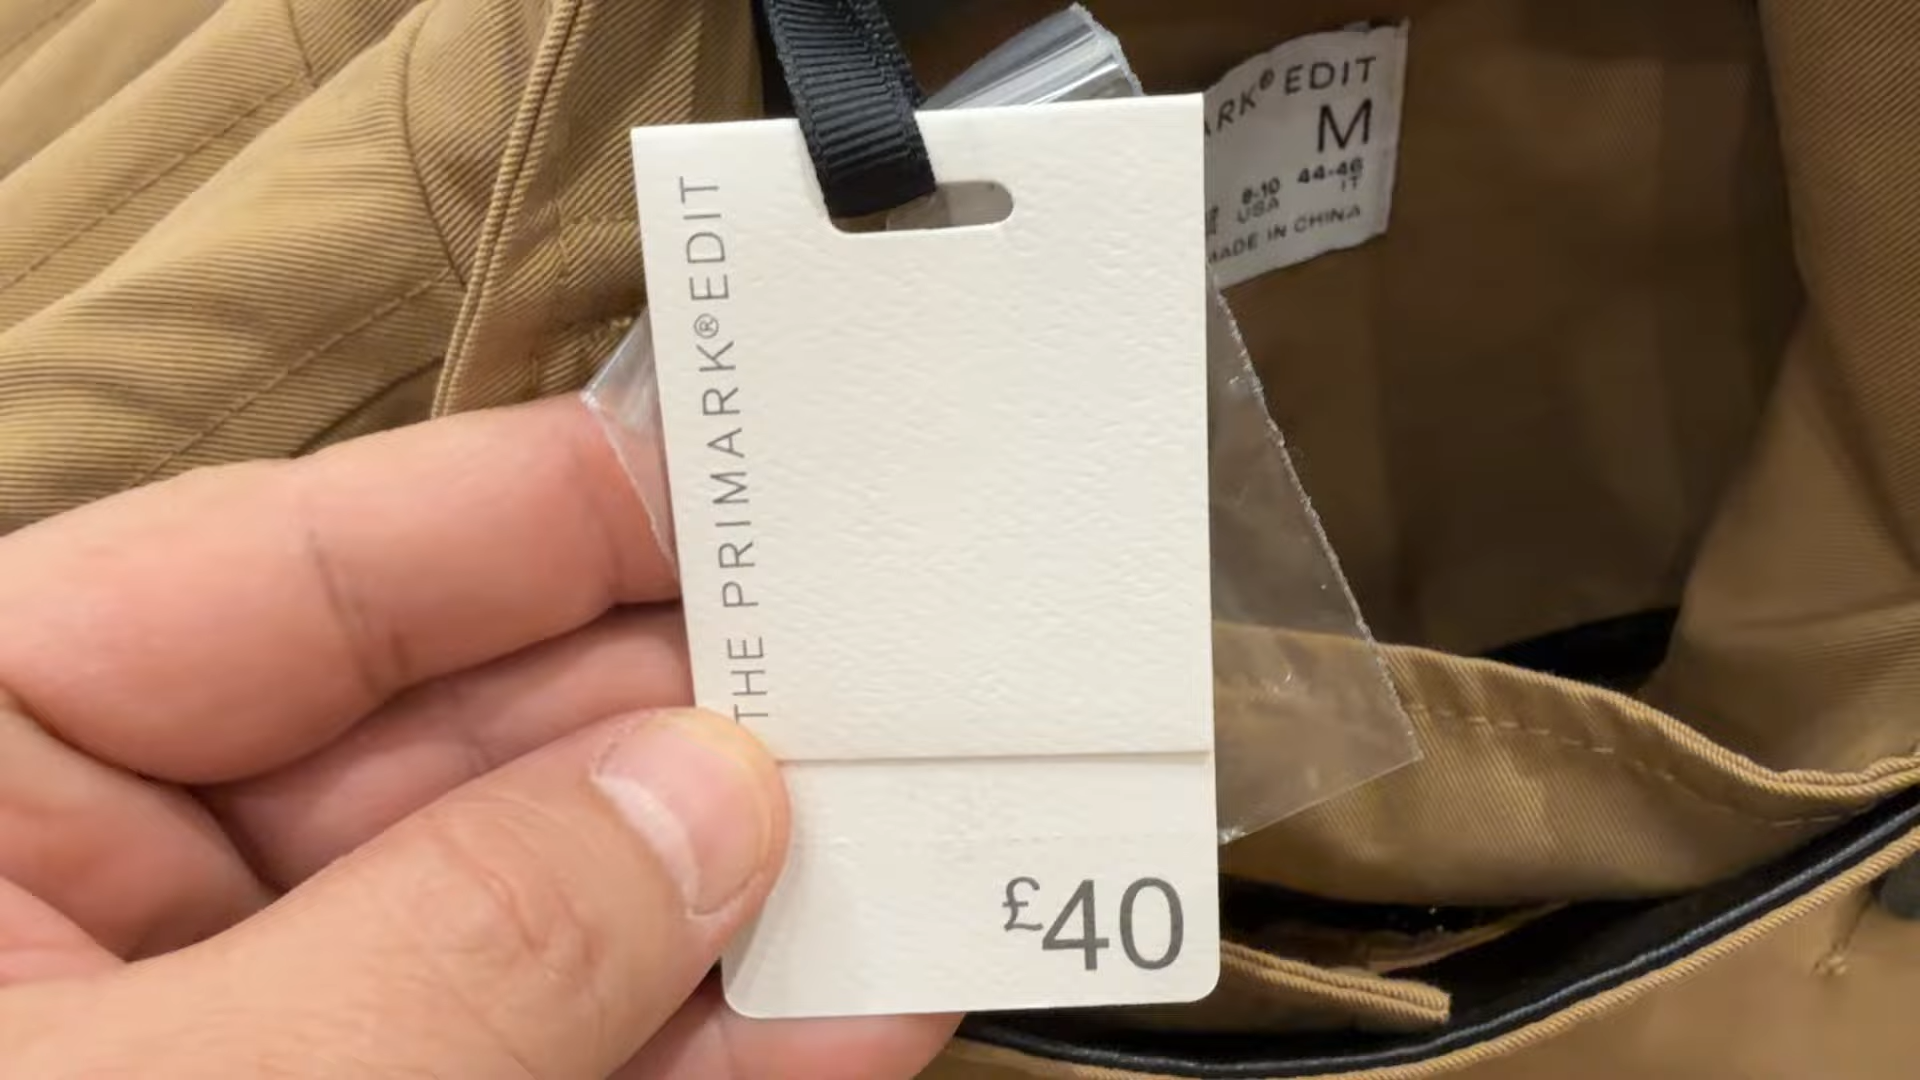 THE PRIMARK® EDIT
£40
ARK® EDIT
M
8-10 44-46
USA IT
MADE IN CHINA